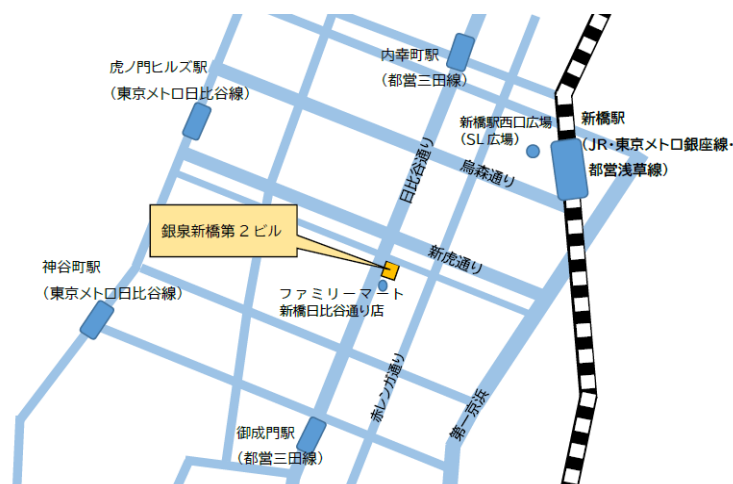 内幸町駅
(都営三田線)
虎ノ門ヒルズ駅
(東京メトロ日比谷線)
新橋駅西口広場
(SL広場)
新橋駅
(JR・東京メトロ銀座線・
都営浅草線)
日比谷通り
烏森通り
銀泉新橋第2ビル
新虎通り
神谷町駅
(東京メトロ日比谷線)
ファミリーマート
新橋日比谷通り店
赤レンガ通り
第一京浜
御成門駅
(都営三田線)